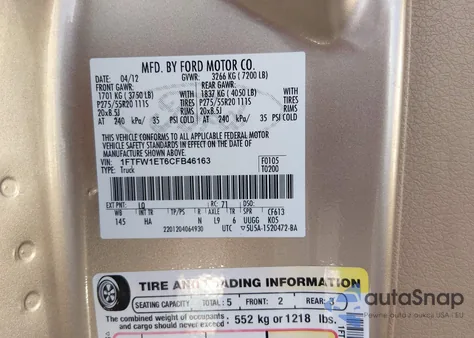 MFD. BY FORD MOTOR CO.
DATE: 04/12 GVWR: 3266 KG (7200 LB)
FRONT GAWR: REAR GAWR:
1701 KG (3750 LB) WITH 1837 KG (4050 LB) WITH
P275/55R20 111S TIRES P275/55R20 111S TIRES
20x8.5J RIMS 20x8.5J RIMS
AT 240 kPa/ 35 PSI COLD AT 240 kPa/ 35 PSI COLD
THIS VEHICLE CONFORMS TO ALL APPLICABLE FEDERAL MOTOR
VEHICLE SAFETY STANDARDS IN EFFECT ON THE DATE OF
MANUFACTURE SHOWN ABOVE.
VIN: 1FTFW1ET6CFB46163 F0105
TYPE: Truck T0200
EXT PNT: LQ RC: 71 DSO:
WB INT TR TP/PS R AXLE TR SPR CF613
145 HA N L9 6 UUGG K05
2201204064930 UTC ▽5U5A-1520472-BA
TIRE AND LOADING INFORMATION
SEATING CAPACITY TOTAL: 5 FRONT: 2 REAR: 3
The combined weight of occupants
and cargo should never exceed: 552 kg or 1218 lbs.
autoSnap